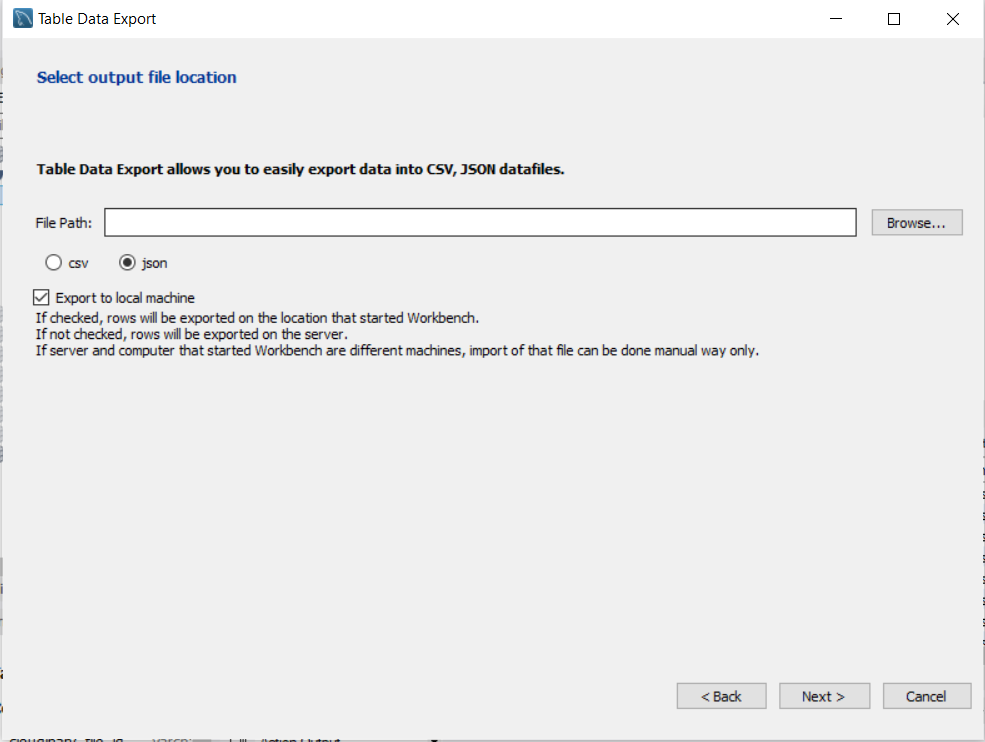 Table Data Export
Select output file location
Table Data Export allows you to easily export data into CSV, JSON datafiles.
File Path:
Browse...
csv
json
Export to local machine
If checked, rows will be exported on the location that started Workbench.
If not checked, rows will be exported on the server.
If server and computer that started Workbench are different machines, import of that file can be done manual way only.
< Back
Next >
Cancel